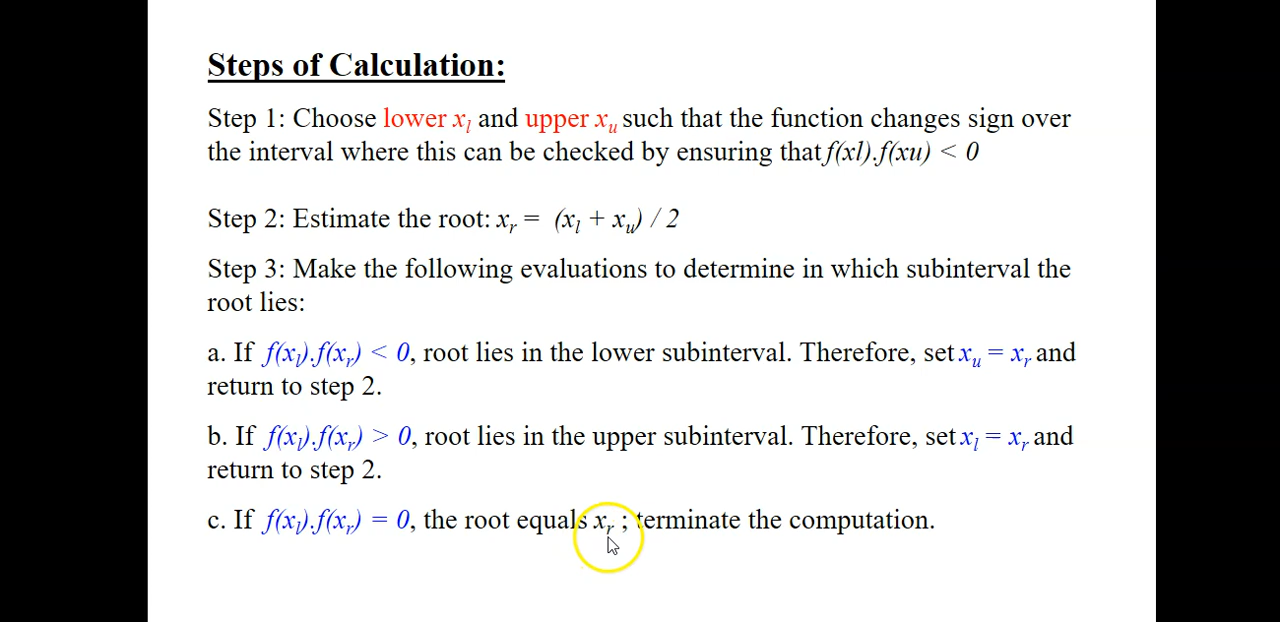 Steps of Calculation:
Step 1: Choose lower xₗ and upper xᵤ such that the function changes sign over
the interval where this can be checked by ensuring that f(xl).f(xu) < 0
Step 2: Estimate the root: xᵣ = (xₗ + xᵤ) / 2
Step 3: Make the following evaluations to determine in which subinterval the
root lies:
a. If f(xₗ).f(xᵣ) < 0, root lies in the lower subinterval. Therefore, set xᵤ = xᵣ and
return to step 2.
b. If f(xₗ).f(xᵣ) > 0, root lies in the upper subinterval. Therefore, set xₗ = xᵣ and
return to step 2.
c. If f(xₗ).f(xᵣ) = 0, the root equals xᵣ ; terminate the computation.